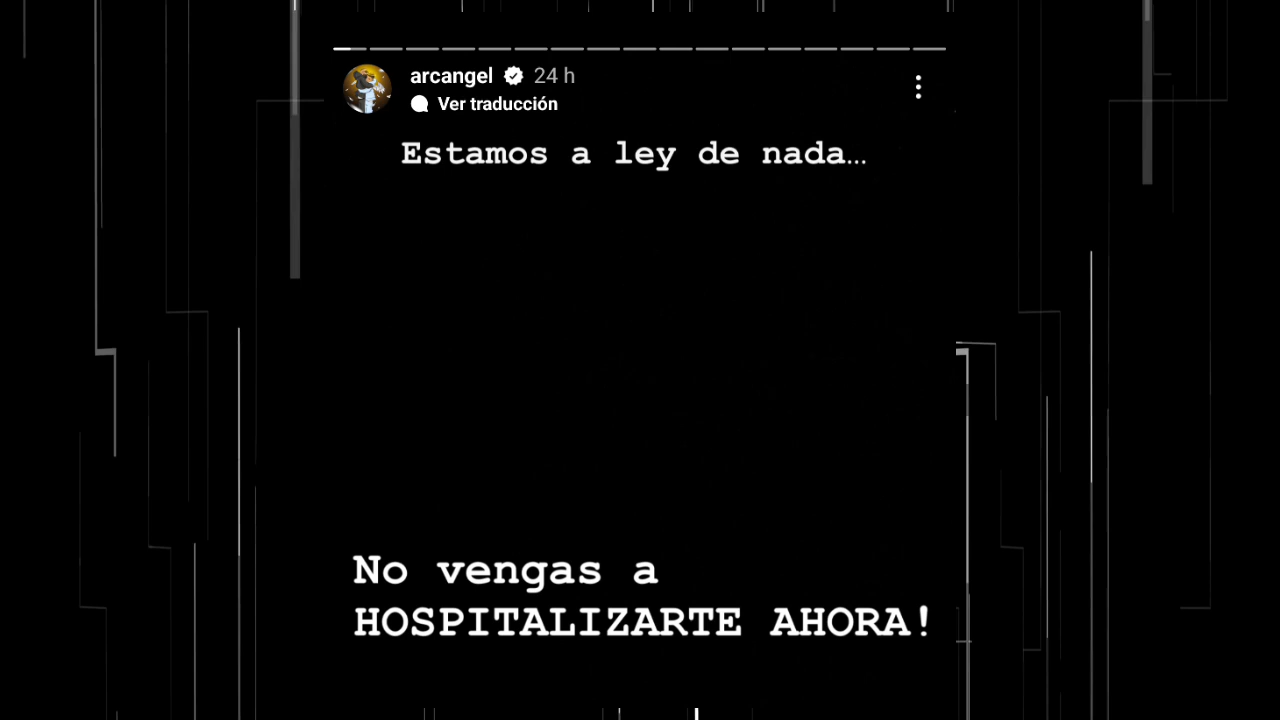 arcangel 24 h
Ver traducción
Estamos a ley de nada…
No vengas a
HOSPITALIZARTE AHORA!